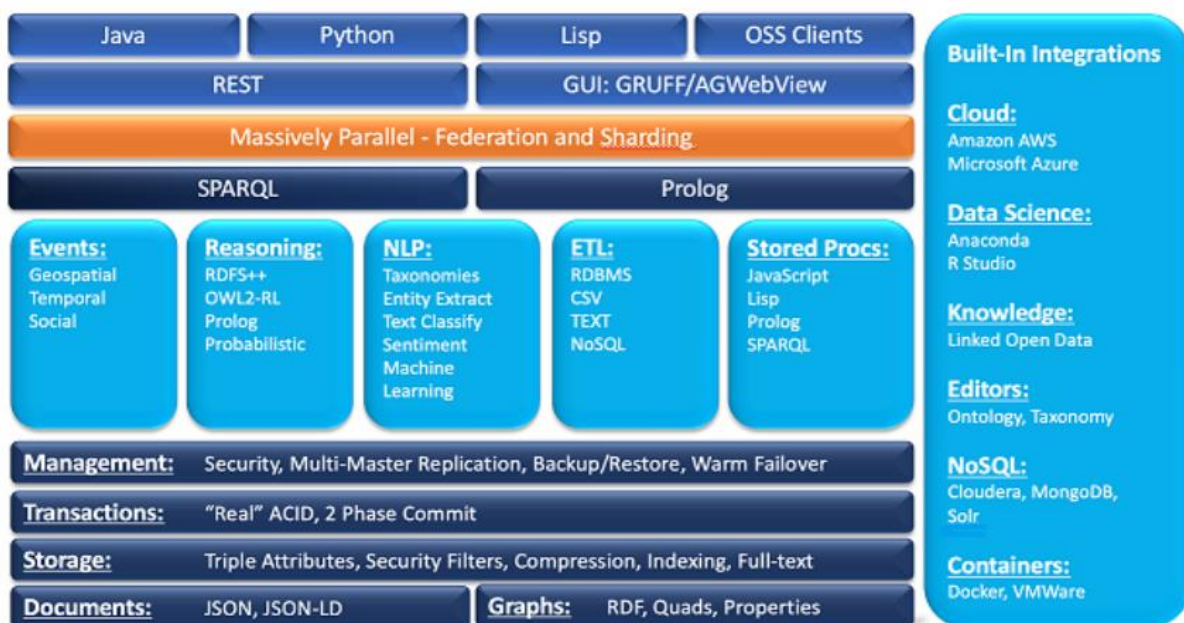 Java
Python
Lisp
OSS Clients
REST
GUI: GRUFF/AGWebView
Massively Parallel - Federation and Sharding
SPARQL
Prolog
Events:
Geospatial
Temporal
Social
Reasoning:
RDFS++
OWL2-RL
Prolog
Probabilistic
NLP:
Taxonomies
Entity Extract
Text Classify
Sentiment
Machine
Learning
ETL:
RDBMS
CSV
TEXT
NoSQL
Stored Procs:
JavaScript
Lisp
Prolog
SPARQL
Management: Security, Multi-Master Replication, Backup/Restore, Warm Failover
Transactions: “Real” ACID, 2 Phase Commit
Storage: Triple Attributes, Security Filters, Compression, Indexing, Full-text
Documents: JSON, JSON-LD
Graphs: RDF, Quads, Properties
Built-In Integrations
Cloud:
Amazon AWS
Microsoft Azure
Data Science:
Anaconda
R Studio
Knowledge:
Linked Open Data
Editors:
Ontology, Taxonomy
NoSQL:
Cloudera, MongoDB,
Solr
Containers:
Docker, VMWare